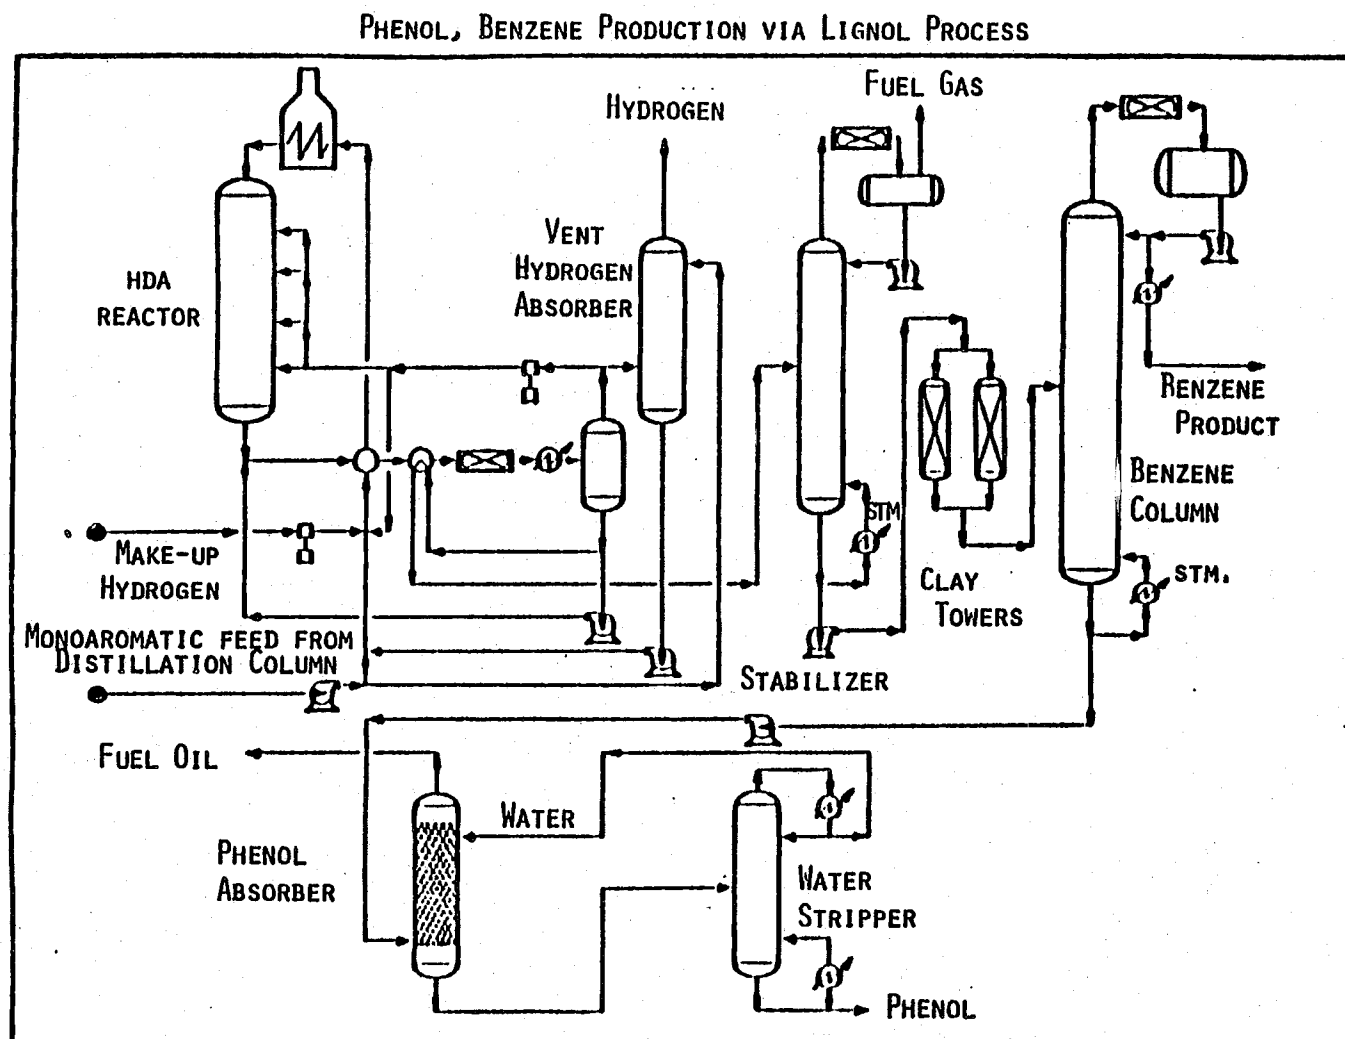 PHENOL, BENZENE PRODUCTION VIA LIGNOL PROCESS
FUEL GAS
HYDROGEN
VENT
HYDROGEN
ABSORBER
HDA
REACTOR
RENZENE
PRODUCT
BENZENE
COLUMN
STM
STM.
MAKE-UP
HYDROGEN
CLAY
TOWERS
MONOAROMATIC FEED FROM
DISTILLATION COLUMN
STABILIZER
FUEL OIL
WATER
PHENOL
ABSORBER
WATER
STRIPPER
PHENOL